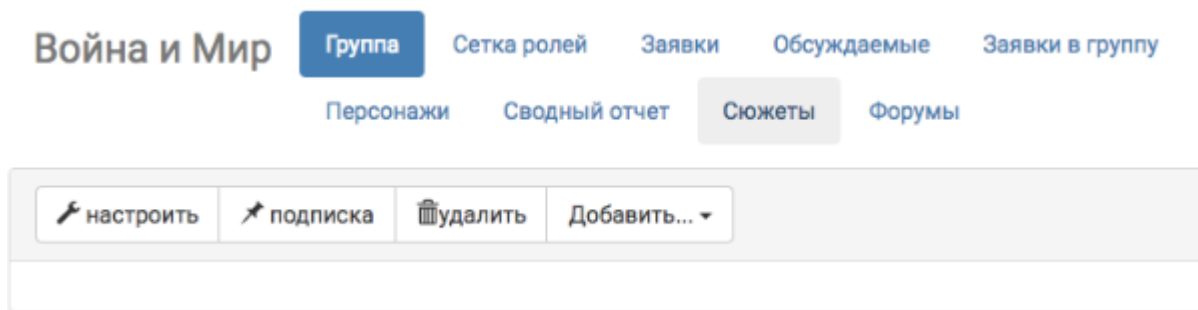 Война и Мир Группа Сетка ролей Заявки Обсуждаемые Заявки в группу
Персонажи Сводный отчет Сюжеты Форумы
настроить подписка удалить Добавить...